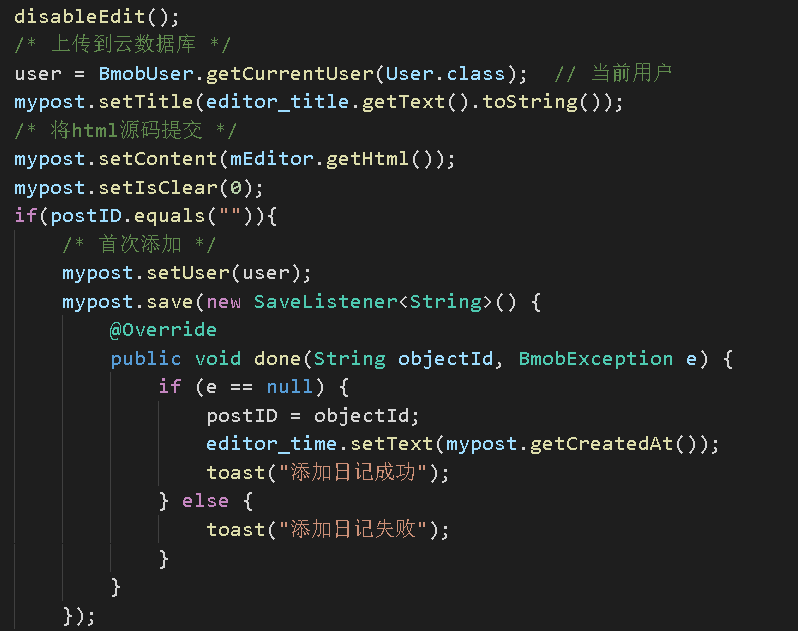 disableEdit();
/* 上传到云数据库 */
user = BmobUser.getCurrentUser(User.class);  // 当前用户
mypost.setTitle(editor_title.getText().toString());
/* 将html源码提交 */
mypost.setContent(mEditor.getHtml());
mypost.setIsClear(0);
if(postID.equals("")){
    /* 首次添加 */
    mypost.setUser(user);
    mypost.save(new SaveListener<String>() {
        @Override
        public void done(String objectId, BmobException e) {
            if (e == null) {
                postID = objectId;
                editor_time.setText(mypost.getCreatedAt());
                toast("添加日记成功");
            } else {
                toast("添加日记失败");
            }
        }
    });